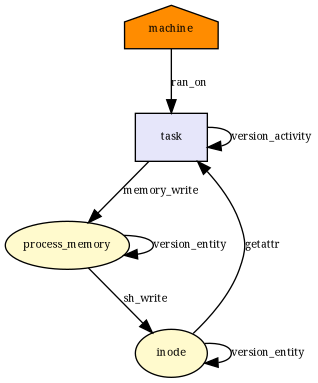 machine
ran_on
task
version_activity
memory_write
process_memory
version_entity
getattr
sh_write
inode
version_entity